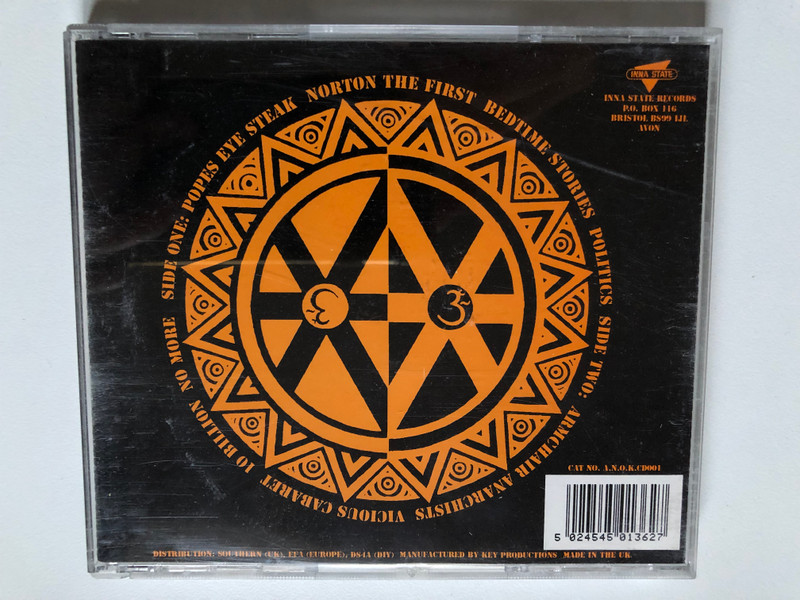 INNA STATE
INNA STATE RECORDS
P.O. BOX 116
BRISTOL BS99 1JE
AVON
SIDE ONE: POPES EYE STEAK NORTON THE FIRST BEDTIME STORIES POLITICS SIDE TWO: ARMCHAIR ANARCHISTS VICIOUS CABARET 10 BILLION NO MORE
CAT NO. A.N.O.K.CD001
5 024545 013627
DISTRIBUTION: SOUTHERN (UK), EFA (EUROPE), DS4A (DIY) MANUFACTURED BY KEY PRODUCTIONS MADE IN THE UK.